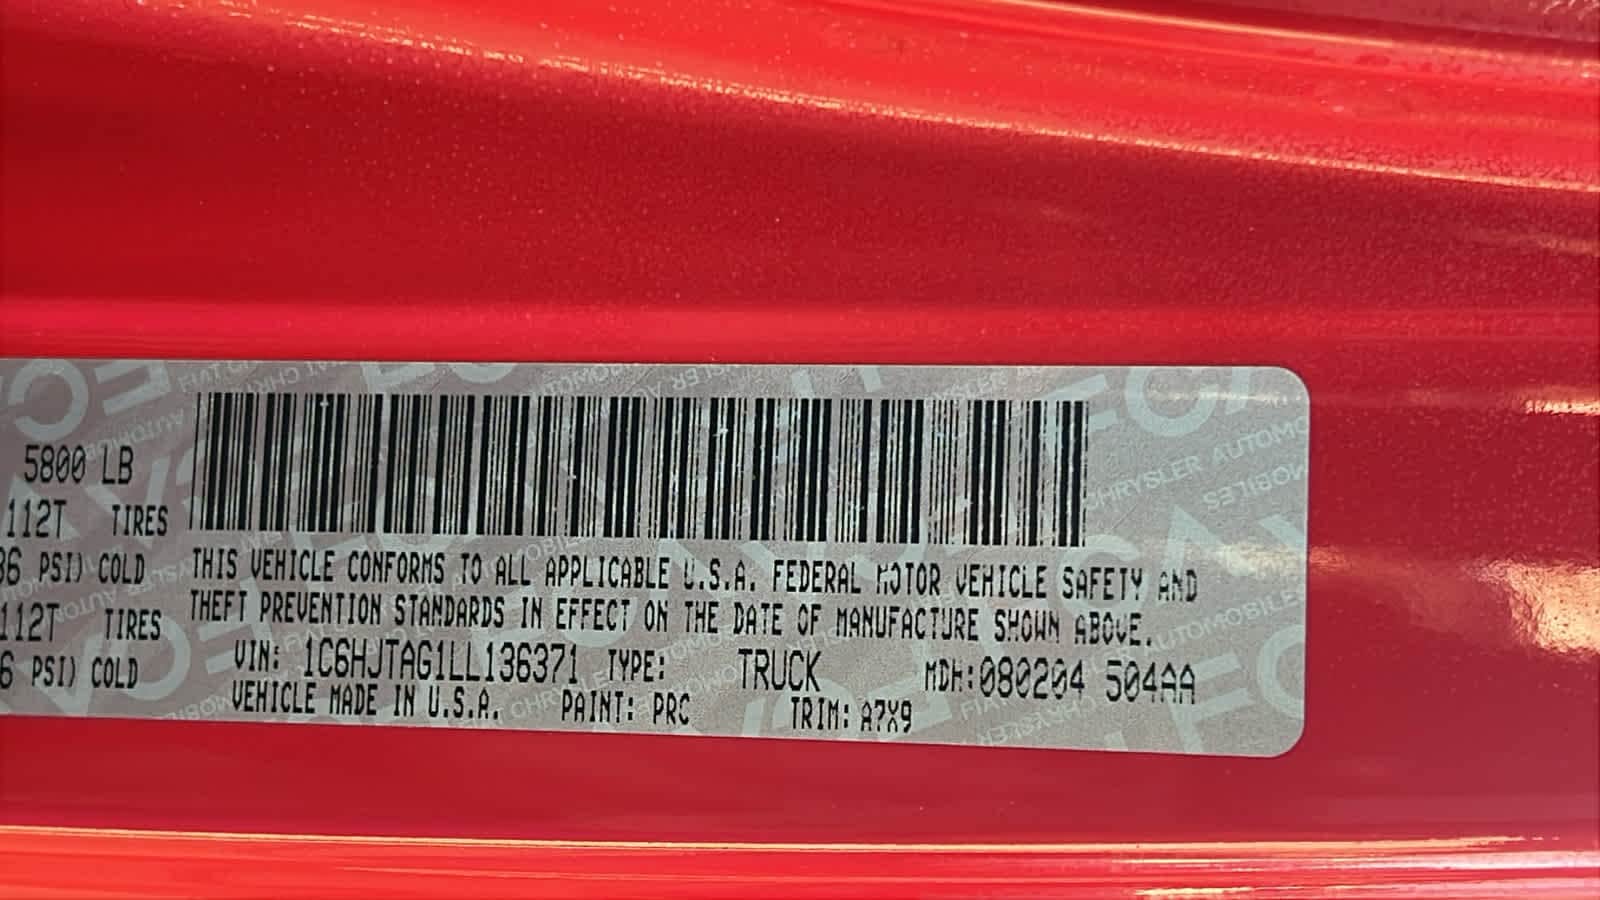 5800 LB
112T TIRES
36 PSI) COLD
THIS VEHICLE CONFORMS TO ALL APPLICABLE U.S.A. FEDERAL MOTOR VEHICLE SAFETY AND
THEFT PREVENTION STANDARDS IN EFFECT ON THE DATE OF MANUFACTURE SHOWN ABOVE.
112T TIRES
6 PSI) COLD
VIN: 1C6HJTAG1LL136371 TYPE: TRUCK MDH:080204 504AA
VEHICLE MADE IN U.S.A. PAINT: PRC TRIM: A7X9